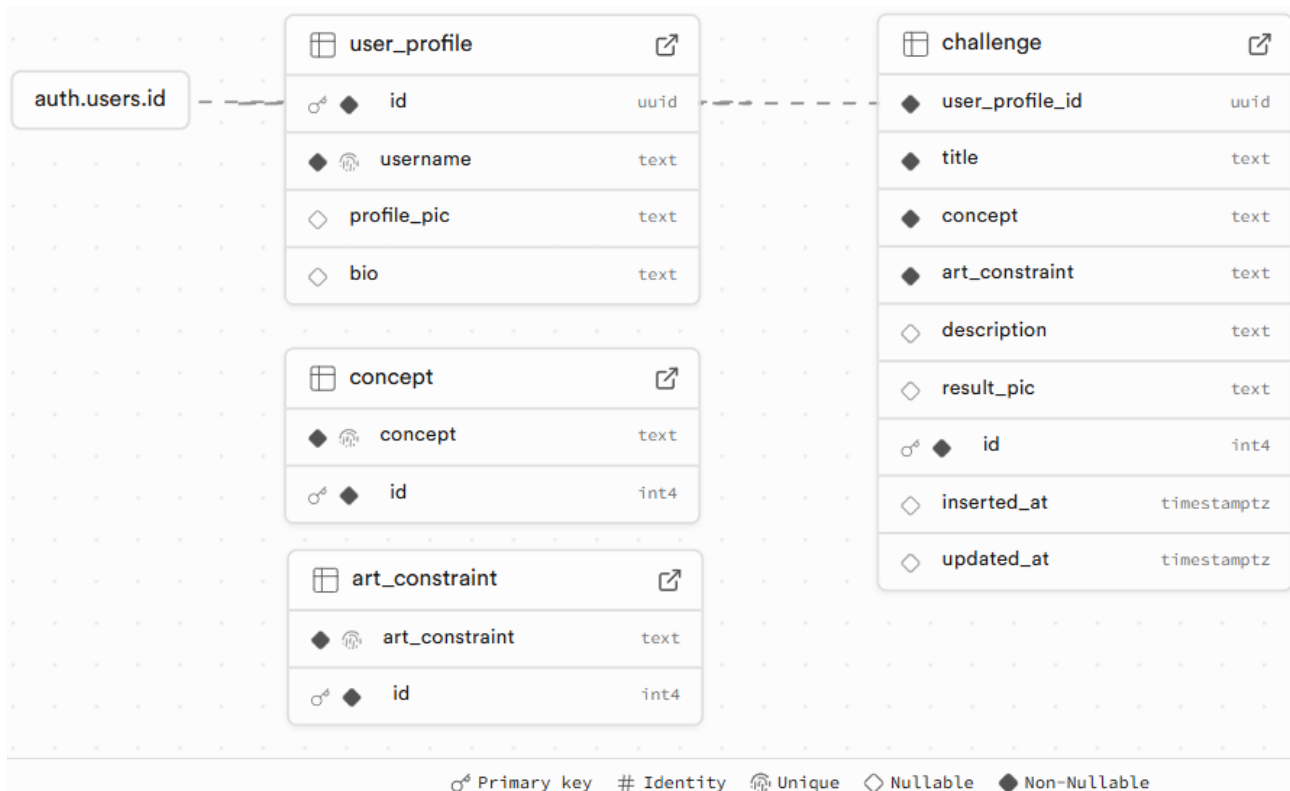 auth.users.id
user_profile
id uuid
username text
profile_pic text
bio text
concept
concept text
id int4
art_constraint
art_constraint text
id int4
challenge
user_profile_id uuid
title text
concept text
art_constraint text
description text
result_pic text
id int4
inserted_at timestamptz
updated_at timestamptz
Primary key # Identity Unique Nullable Non-Nullable